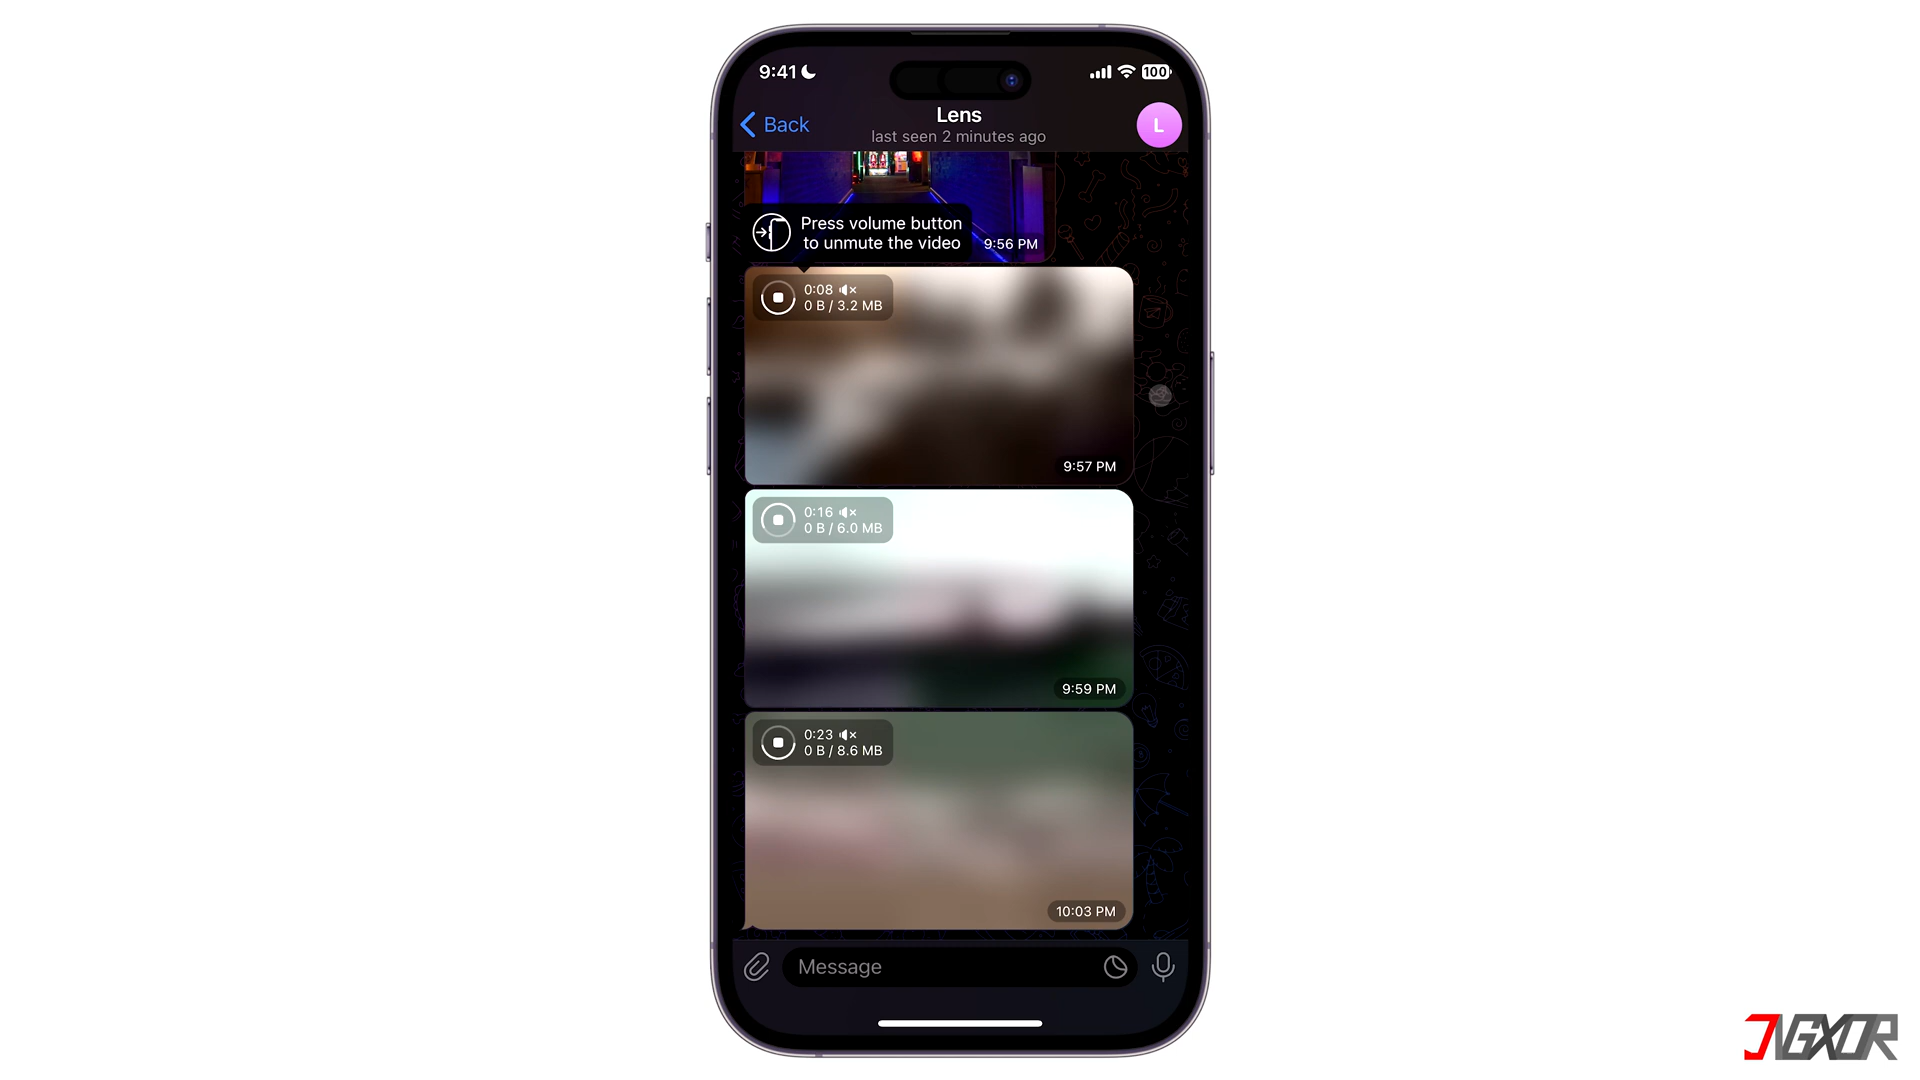 9:41
100
Back
Lens
last seen 2 minutes ago
L
Press volume button
to unmute the video
9:56 PM
0:08
0 B / 3.2 MB
9:57 PM
0:16
0 B / 6.0 MB
9:59 PM
0:23
0 B / 8.6 MB
10:03 PM
Message
JVGXOR